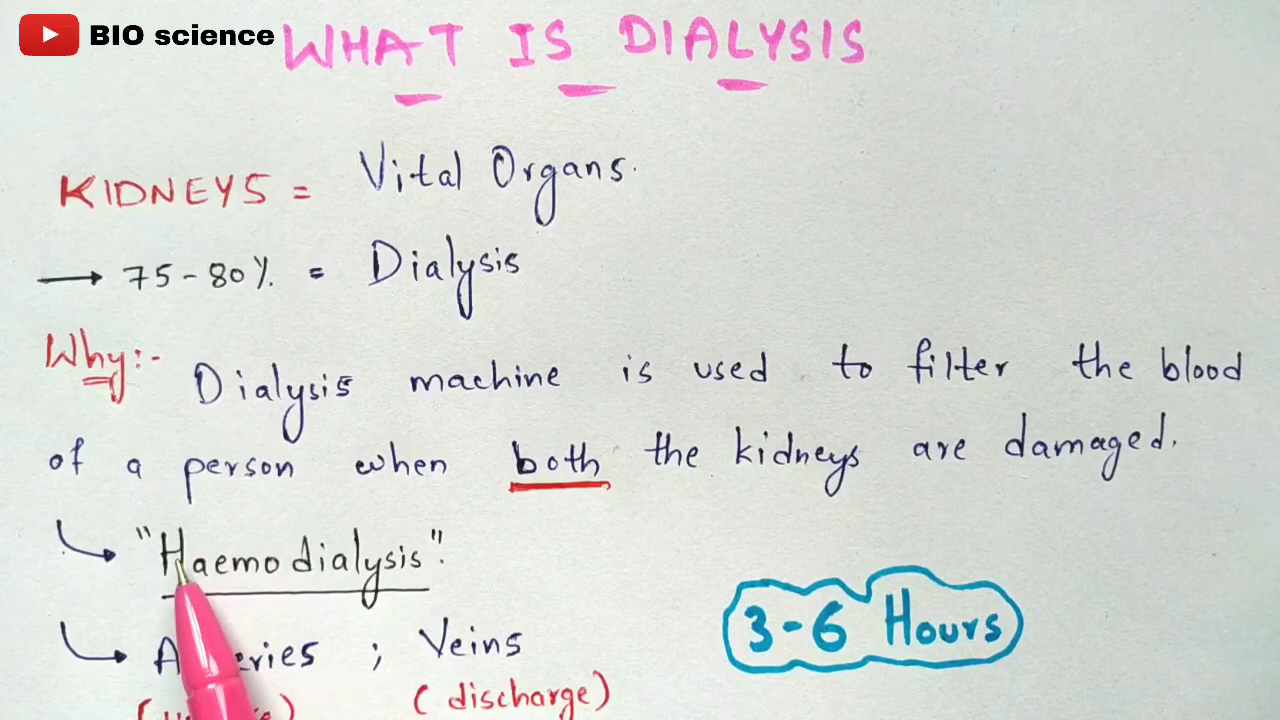 BIO science
WHAT IS DIALYSIS
KIDNEYS = Vital Organs.
→ 75-80% = Dialysis
Why:- Dialysis machine is used to filter the blood
of a person when both the kidneys are damaged.
"Haemodialysis".
3-6 Hours
; Veins
(discharge)